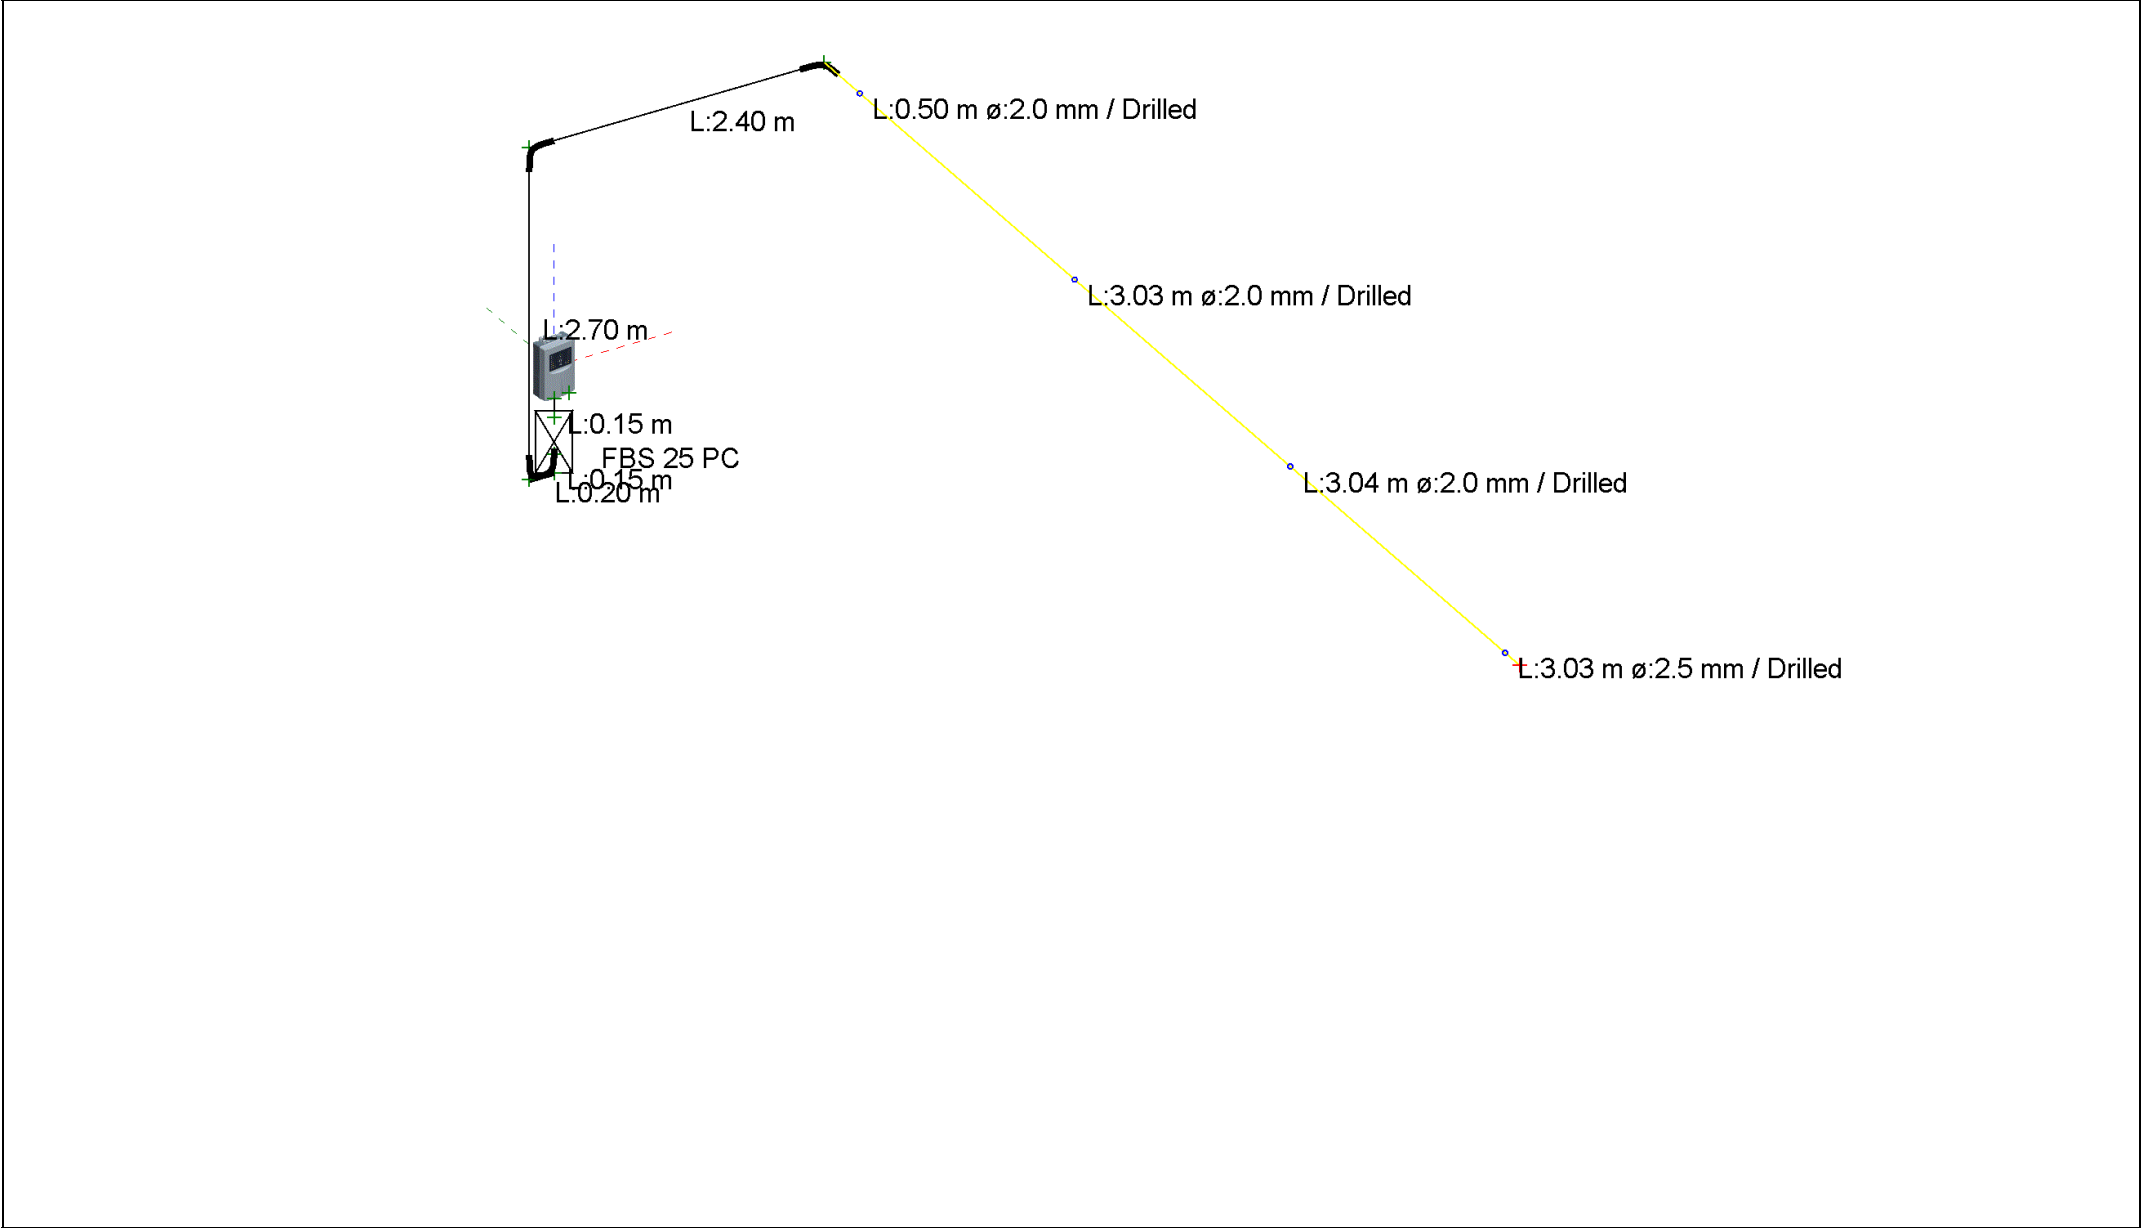 L:0.50 m ø:2.0 mm / Drilled
L:2.40 m
L:3.03 m ø:2.0 mm / Drilled
L:2.70 m
L:0.15 m
FBS 25 PC
L:0.15 m
L:3.04 m ø:2.0 mm / Drilled
L:0.20 m
L:3.03 m ø:2.5 mm / Drilled